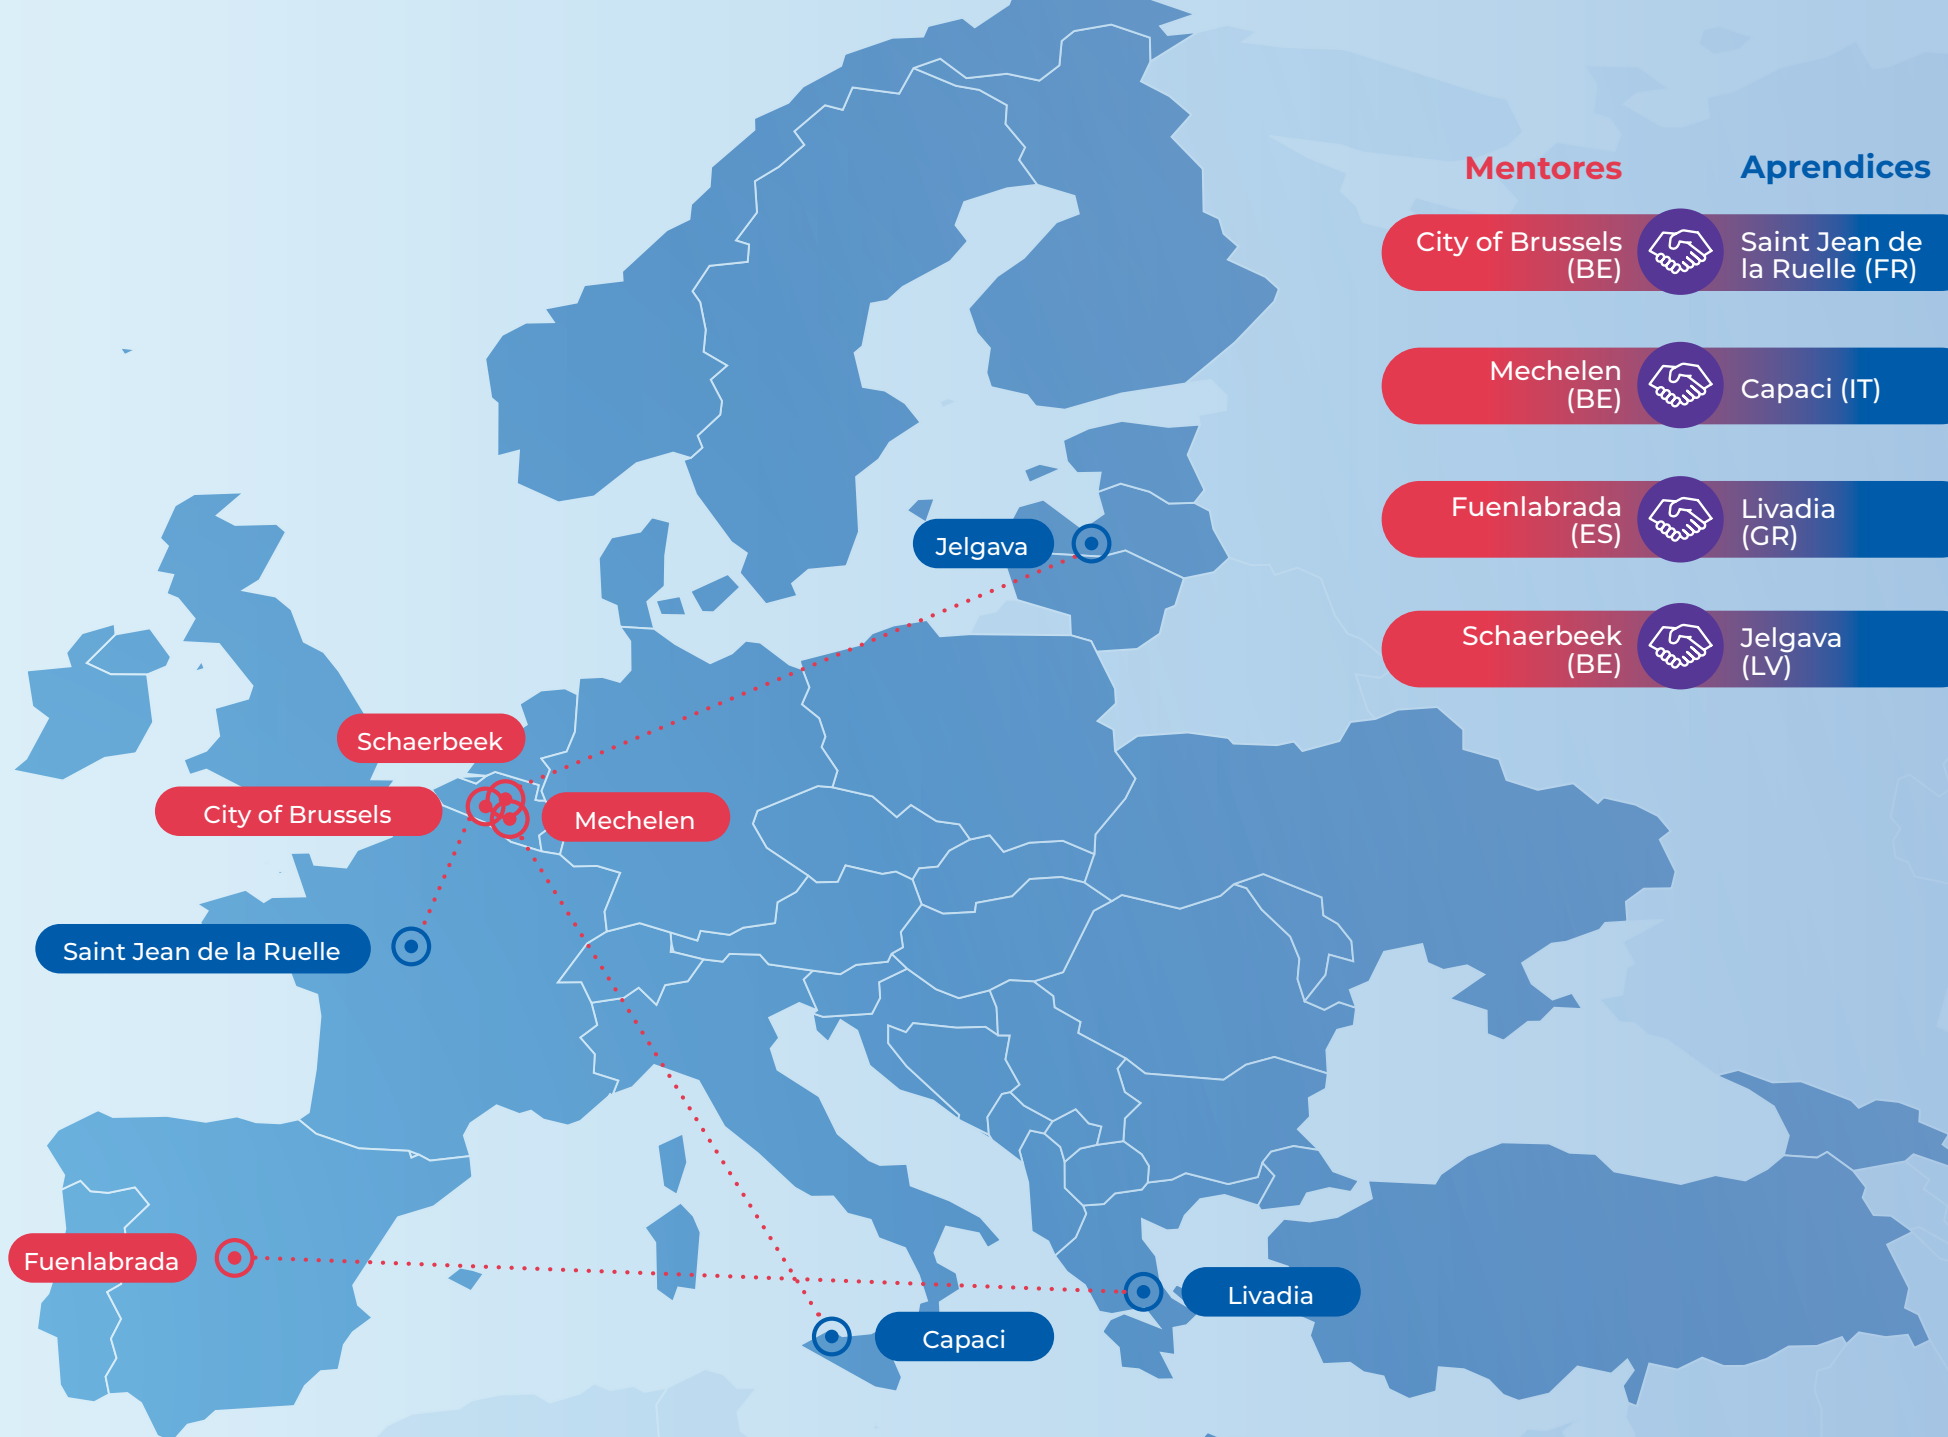 Mentores
Aprendices
City of Brussels
(BE)
Saint Jean de
la Ruelle (FR)
Mechelen
(BE)
Capaci (IT)
Fuenlabrada
(ES)
Livadia
(GR)
Schaerbeek
(BE)
Jelgava
(LV)
Jelgava
Schaerbeek
City of Brussels
Mechelen
Saint Jean de la Ruelle
Fuenlabrada
Livadia
Capaci